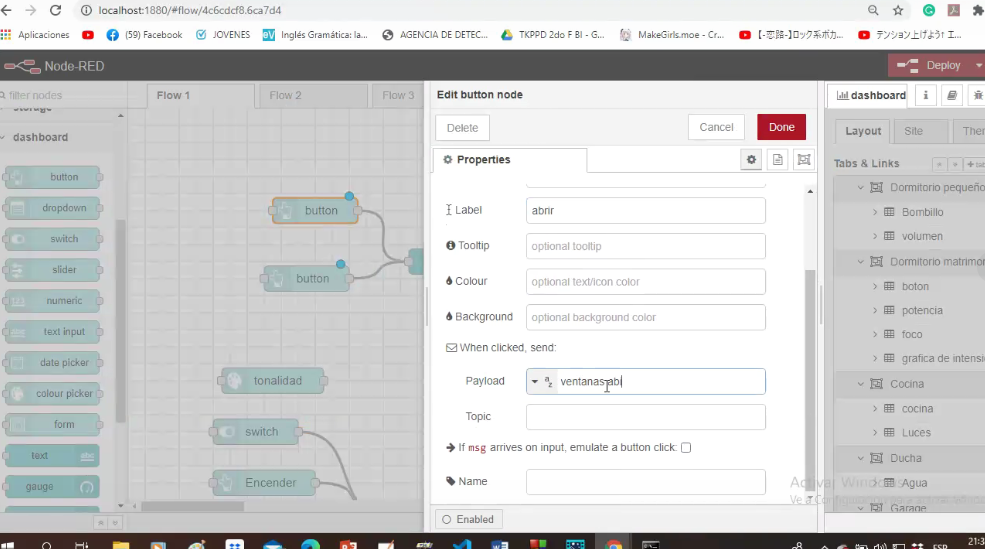 localhost:1880/#flow/4c6cdcf8.6ca7d4
Aplicaciones
(59) Facebook
JOVENES
Inglés Gramática: la...
AGENCIA DE DETEC...
TKPPD 2do F BI - G...
MakeGirls.moe - Cr...
【-恋路-】ロック系ボカ...
テンション上げよう↑ エ...
Node-RED
Deploy
filter nodes
Flow 1
Flow 2
Flow 3
Edit button node
dashboard
i
storage
dashboard
Delete
Cancel
Done
Layout
Site
Ther
Properties
Tabs & Links
button
dropdown
switch
slider
numeric
text input
date picker
colour picker
form
text
abc
gauge
button
button
tonalidad
switch
Encender
Label
abrir
Tooltip
optional tooltip
Colour
optional text/icon color
Background
optional background color
When clicked, send:
Payload
az
ventanas abi
Topic
If msg arrives on input, emulate a button click:
Name
Enabled
Dormitorio pequeño
Bombillo
volumen
Dormitorio matrimo
boton
potencia
foco
grafica de intensi
Cocina
cocina
Luces
Ducha
Agua
Garage
Activar Windows
Ve a Configuración
ESP
21:3